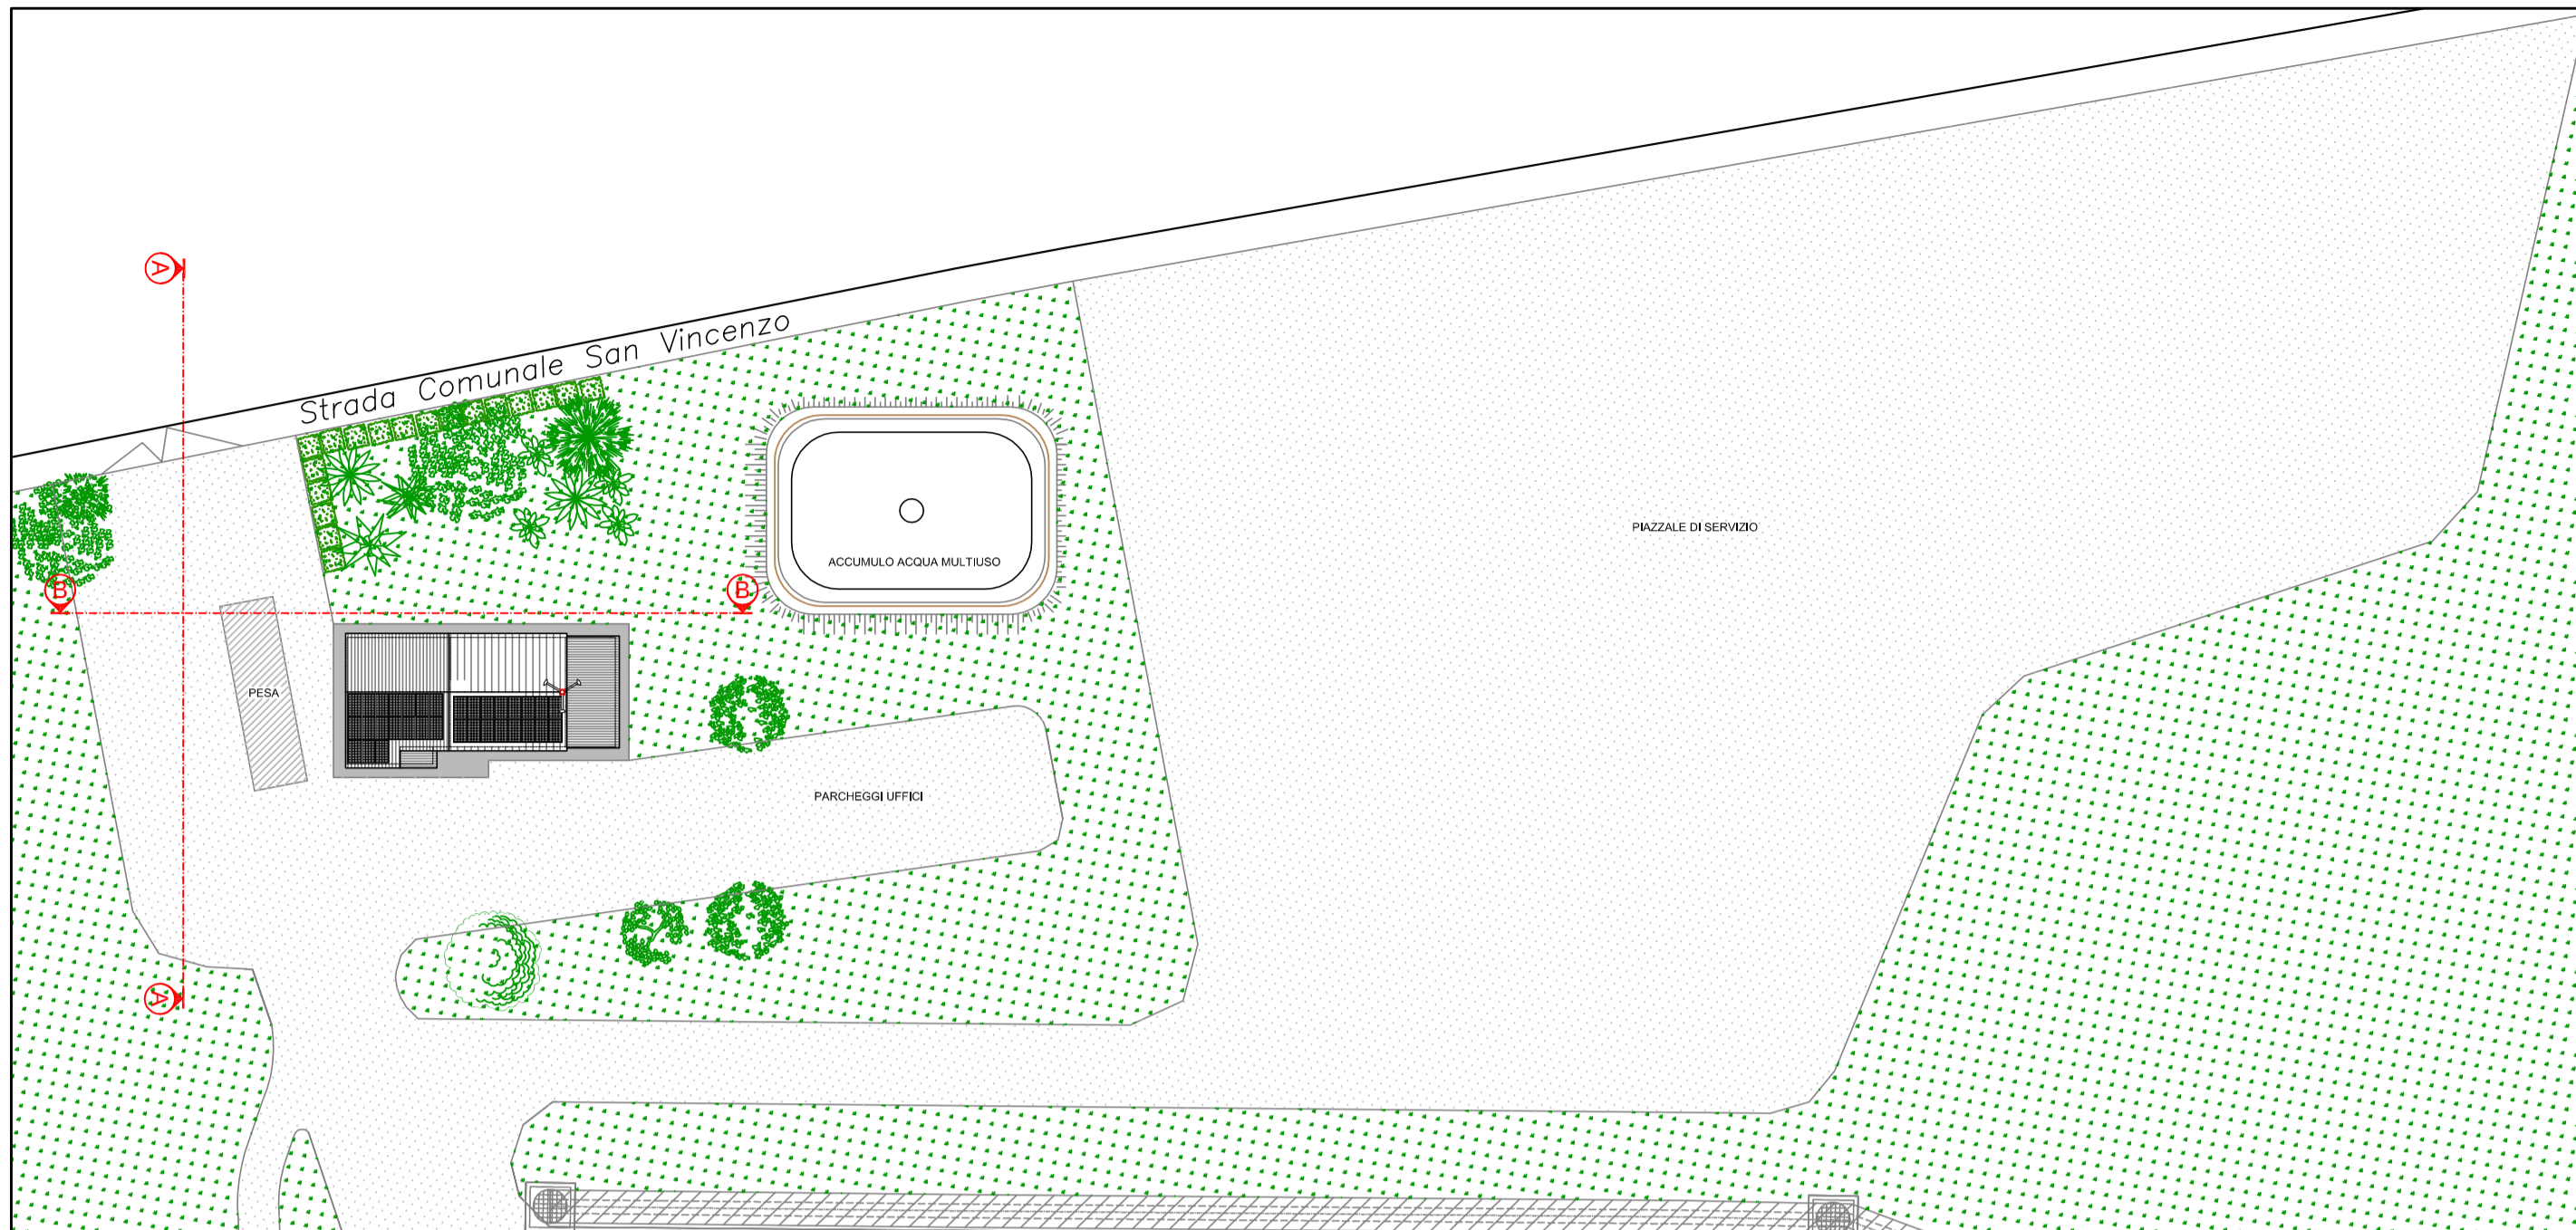 A
Strada Comunale San Vincenzo
PIAZZALE DI SERVIZIO
ACCUMULO ACQUA MULTIUSO
B
B
PESA
PARCHEGGI UFFICI
A